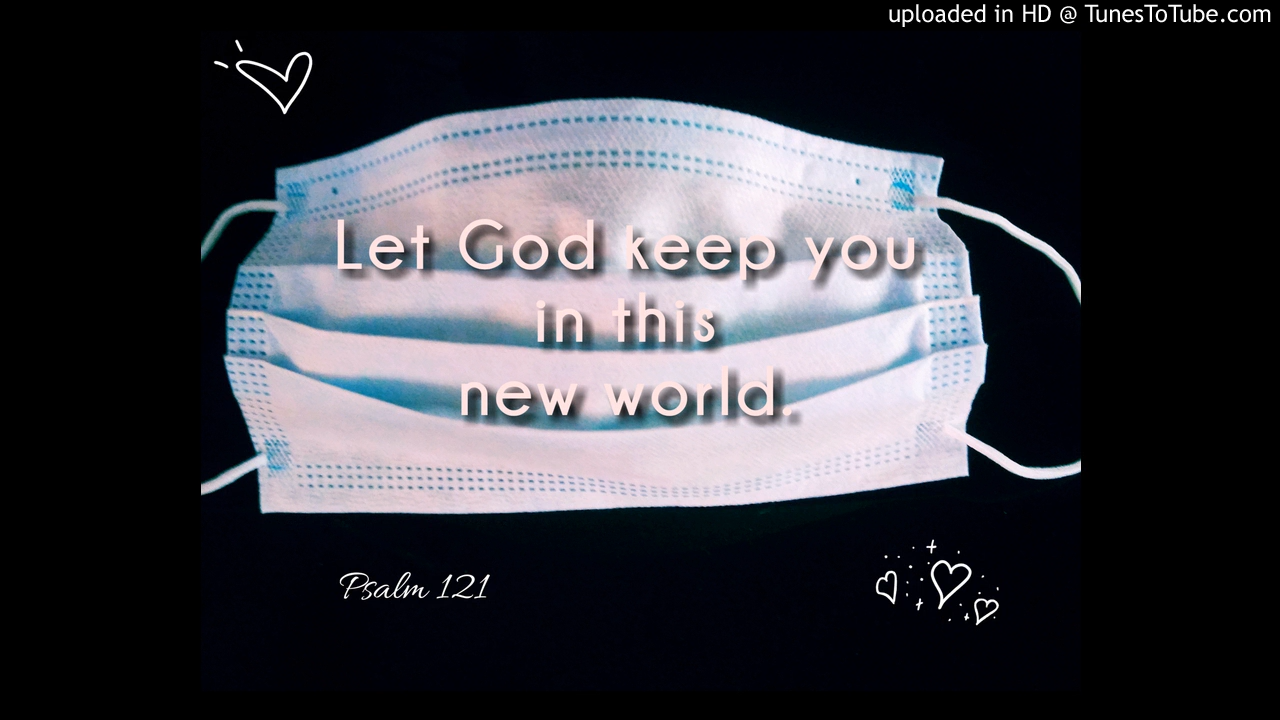 uploaded in HD @ TunesToTube.com
Let God keep you
in this
new world.
Psalm 121